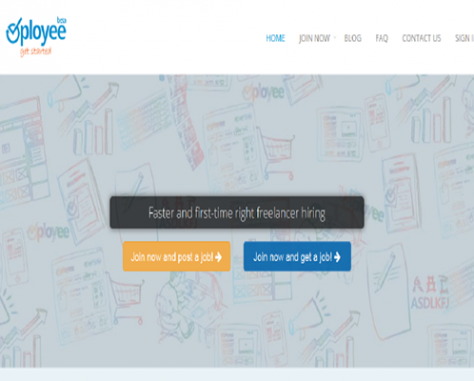 beta
Oployee
get started
HOME JOIN NOW BLOG FAQ CONTACT US SIGN I
ployee
Faster and first-time right freelancer hiring
ployee
Join now and post a job! Join now and get a job!
ASDLKFJ